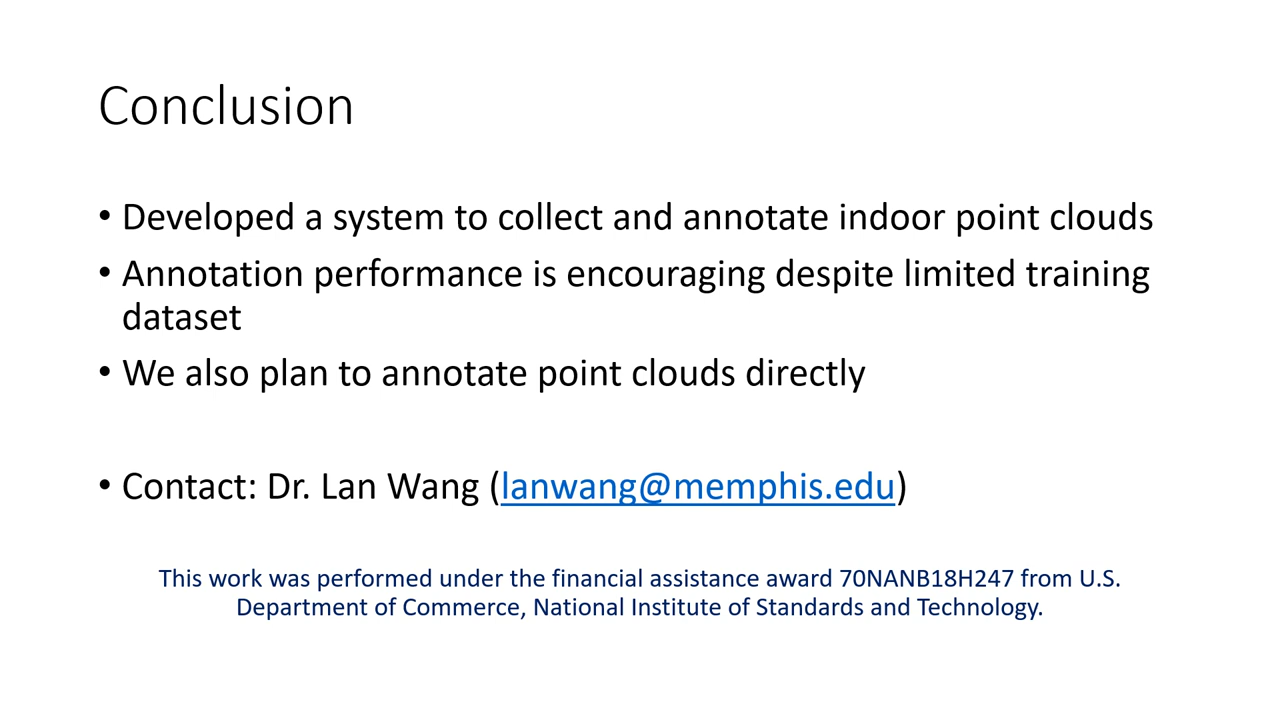 Conclusion
• Developed a system to collect and annotate indoor point clouds
• Annotation performance is encouraging despite limited training
dataset
• We also plan to annotate point clouds directly
• Contact: Dr. Lan Wang (lanwang@memphis.edu)
This work was performed under the financial assistance award 70NANB18H247 from U.S.
Department of Commerce, National Institute of Standards and Technology.